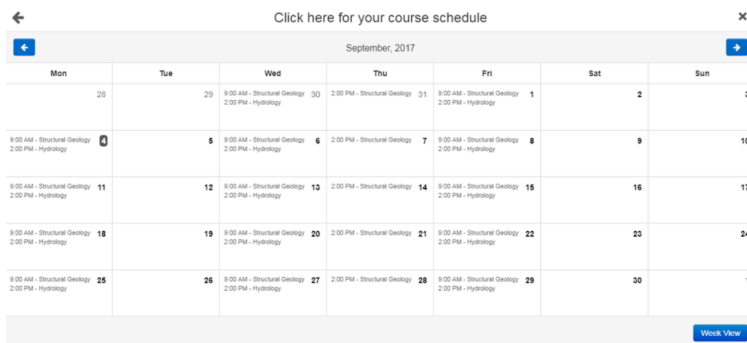 Click here for your course schedule
September, 2017
Mon Tue Wed Thu Fri Sat Sun
28 29 9:00 AM - Structural Geology 30 2:00 PM - Structural Geology 31 9:00 AM - Structural Geology 1 2 3
2:00 PM - Hydrology 2:00 PM - Hydrology
9:00 AM - Structural Geology 4 5 9:00 AM - Structural Geology 6 2:00 PM - Structural Geology 7 9:00 AM - Structural Geology 8 9 10
2:00 PM - Hydrology 2:00 PM - Hydrology 2:00 PM - Hydrology
9:00 AM - Structural Geology 11 12 9:00 AM - Structural Geology 13 2:00 PM - Structural Geology 14 9:00 AM - Structural Geology 15 16 17
2:00 PM - Hydrology 2:00 PM - Hydrology 2:00 PM - Hydrology
9:00 AM - Structural Geology 18 19 9:00 AM - Structural Geology 20 2:00 PM - Structural Geology 21 9:00 AM - Structural Geology 22 23 24
2:00 PM - Hydrology 2:00 PM - Hydrology 2:00 PM - Hydrology
9:00 AM - Structural Geology 25 26 9:00 AM - Structural Geology 27 2:00 PM - Structural Geology 28 9:00 AM - Structural Geology 29 30 1
2:00 PM - Hydrology 2:00 PM - Hydrology 2:00 PM - Hydrology
Week View